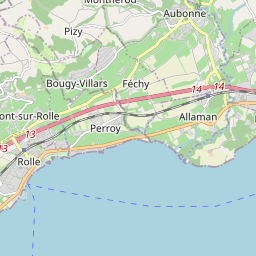 Montherod
Aubonne
Pizy
Bougy-Villars
Féchy
14
14
ont-sur-Rolle
Allaman
13
Perroy
13
Rolle